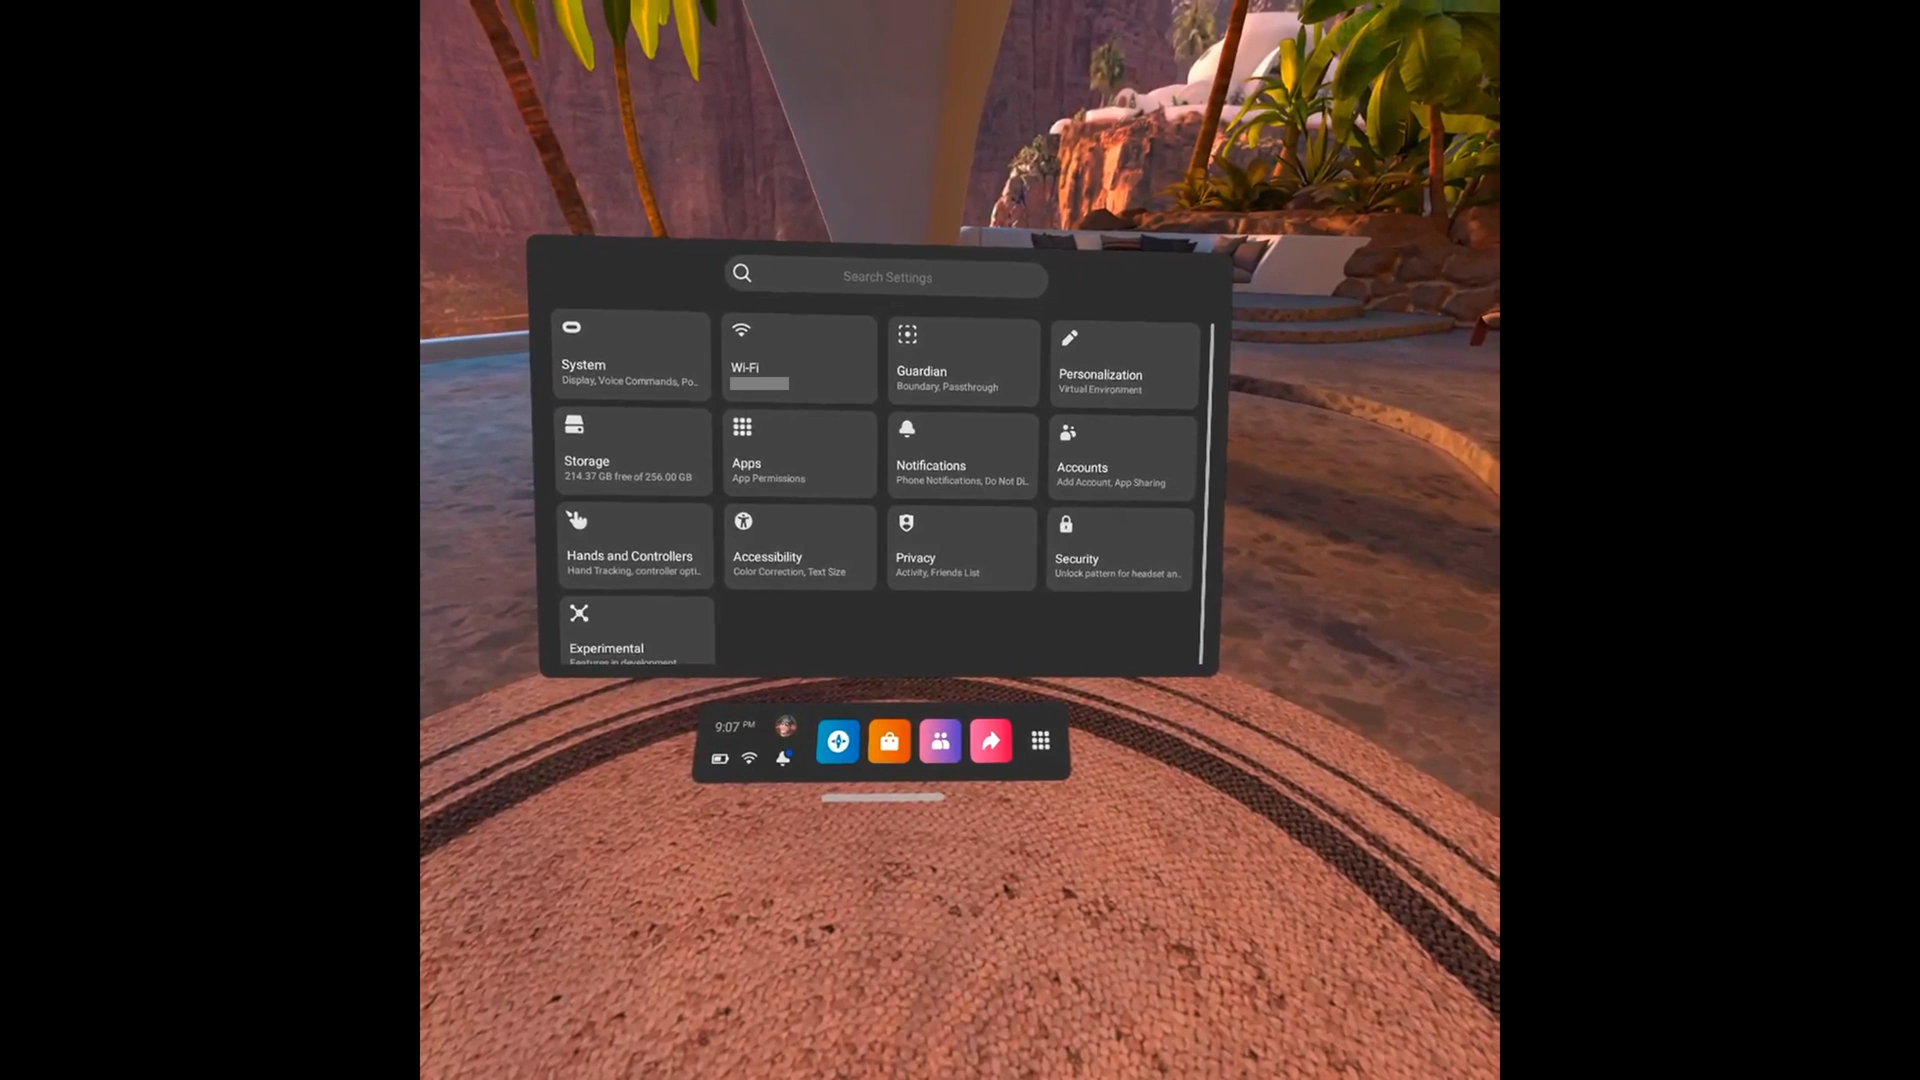 Search Settings
System
Display, Voice Commands, Po..
Wi-Fi
Guardian
Boundary, Passthrough
Personalization
Virtual Environment
Storage
214.37 GB free of 256.00 GB
Apps
App Permissions
Notifications
Phone Notifications, Do Not Di..
Accounts
Add Account, App Sharing
Hands and Controllers
Hand Tracking, controller opti..
Accessibility
Color Correction, Text Size
Privacy
Activity, Friends List
Security
Unlock pattern for headset an..
Experimental
Features in development
9:07 PM